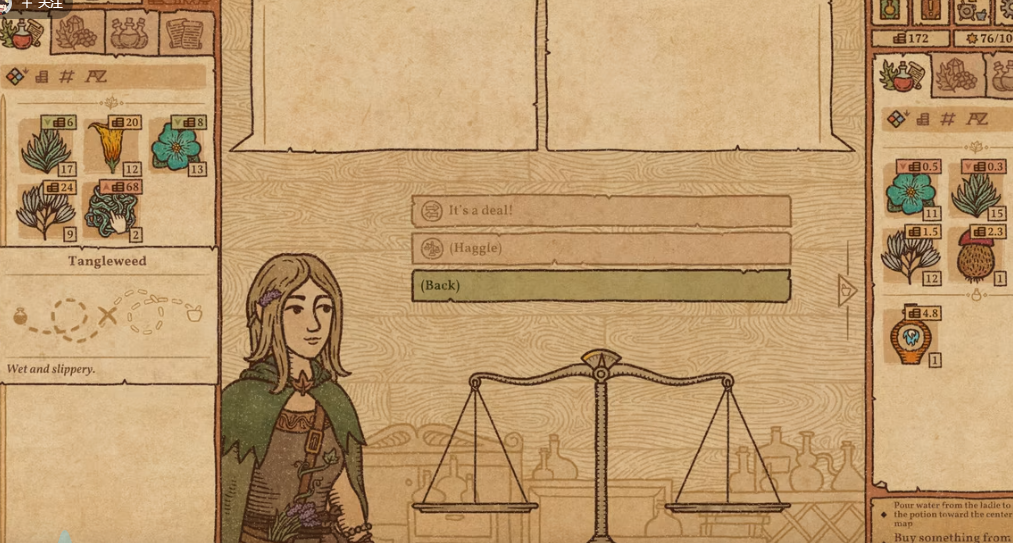 + 关注
172
76/10
6
20
8
17
12
13
24
68
9
2
Tangleweed
Wet and slippery.
It's a deal!
(Haggle)
(Back)
0.5
0.3
11
15
1.5
2.3
12
1
4.8
1
Pour water from the ladle to
the potion toward the center
map
Buy something from